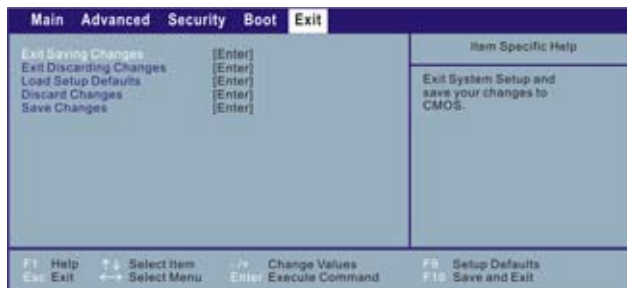 Main Advanced Security Boot Exit
Item Specific Help
Exit Saving Changes [Enter]
Exit Discarding Changes [Enter]
Load Setup Defaults [Enter]
Discard Changes [Enter]
Save Changes [Enter]
Exit System Setup and
save your changes to
CMOS.
F1 Help ↑↓ Select Item -/+ Change Values F9 Setup Defaults
Esc Exit ←→ Select Menu Enter Execute Command F10 Save and Exit